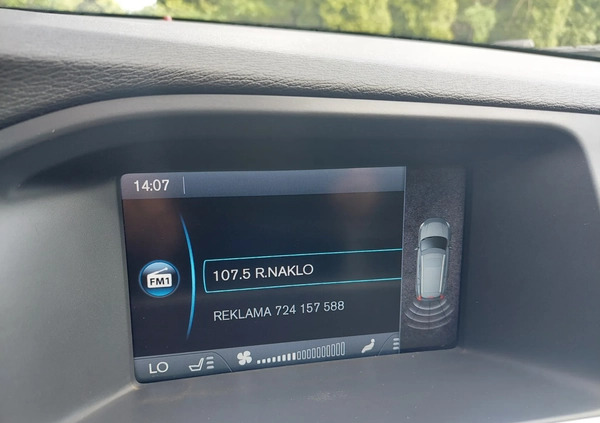 14:07
107.5 R.NAKLO
FM1
REKLAMA 724 157 588
LO